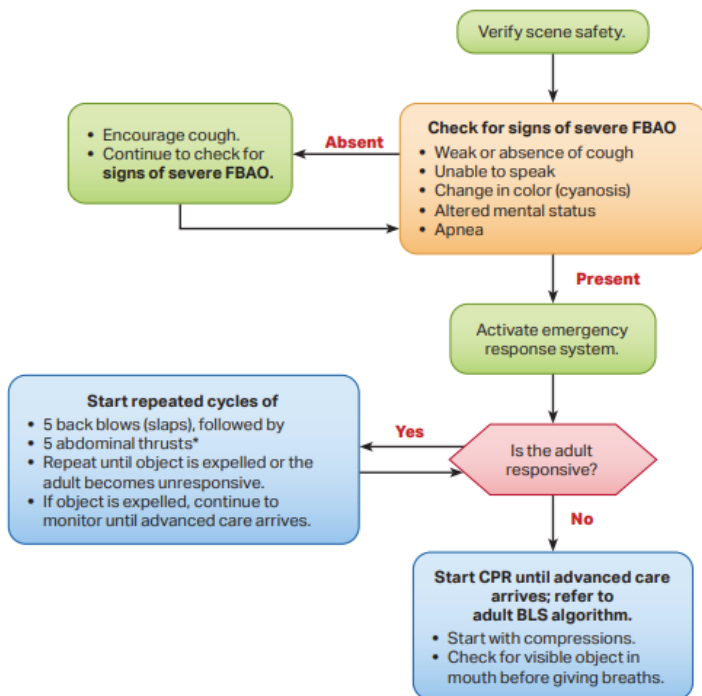 Verify scene safety.
• Encourage cough.
• Continue to check for
signs of severe FBAO.
Absent
Check for signs of severe FBAO
• Weak or absence of cough
• Unable to speak
• Change in color (cyanosis)
• Altered mental status
• Apnea
Present
Activate emergency
response system.
Start repeated cycles of
• 5 back blows (slaps), followed by
• 5 abdominal thrusts*
• Repeat until object is expelled or the
adult becomes unresponsive.
• If object is expelled, continue to
monitor until advanced care arrives.
Yes
Is the adult
responsive?
No
Start CPR until advanced care
arrives; refer to
adult BLS algorithm.
• Start with compressions.
• Check for visible object in
mouth before giving breaths.